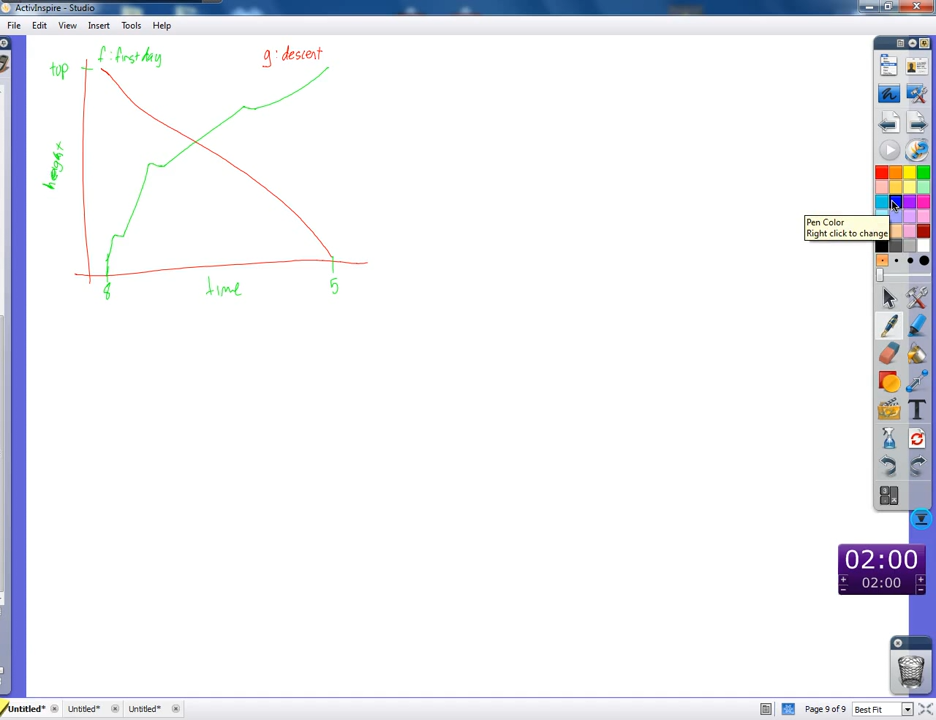 ActivInspire - Studio
File Edit View Insert Tools Help
f: first day
g: descent
top
height
Pen Color
Right click to change
8
time
5
02:00
02:00
Untitled* Untitled* Untitled*
Page 9 of 9 Best Fit